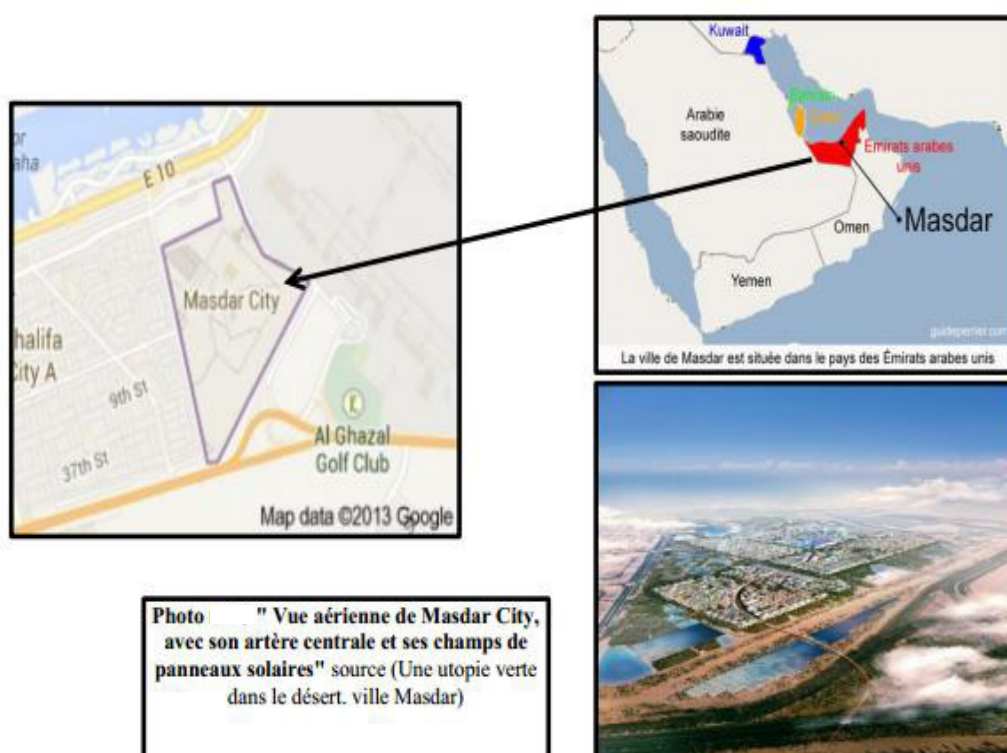 Kuwait
Arabie
saoudite
Émirats arabes
unis
Masdar
Omen
Yemen
guideperrier.com
La ville de Masdar est située dans le pays des Émirats arabes unis
or
aha
E 10
Masdar City
halifa
City A
9th St
37th St
Al Ghazal
Golf Club
Map data ©2013 Google
Photo " Vue aérienne de Masdar City,
avec son artère centrale et ses champs de
panneaux solaires" source (Une utopie verte
dans le désert. ville Masdar)